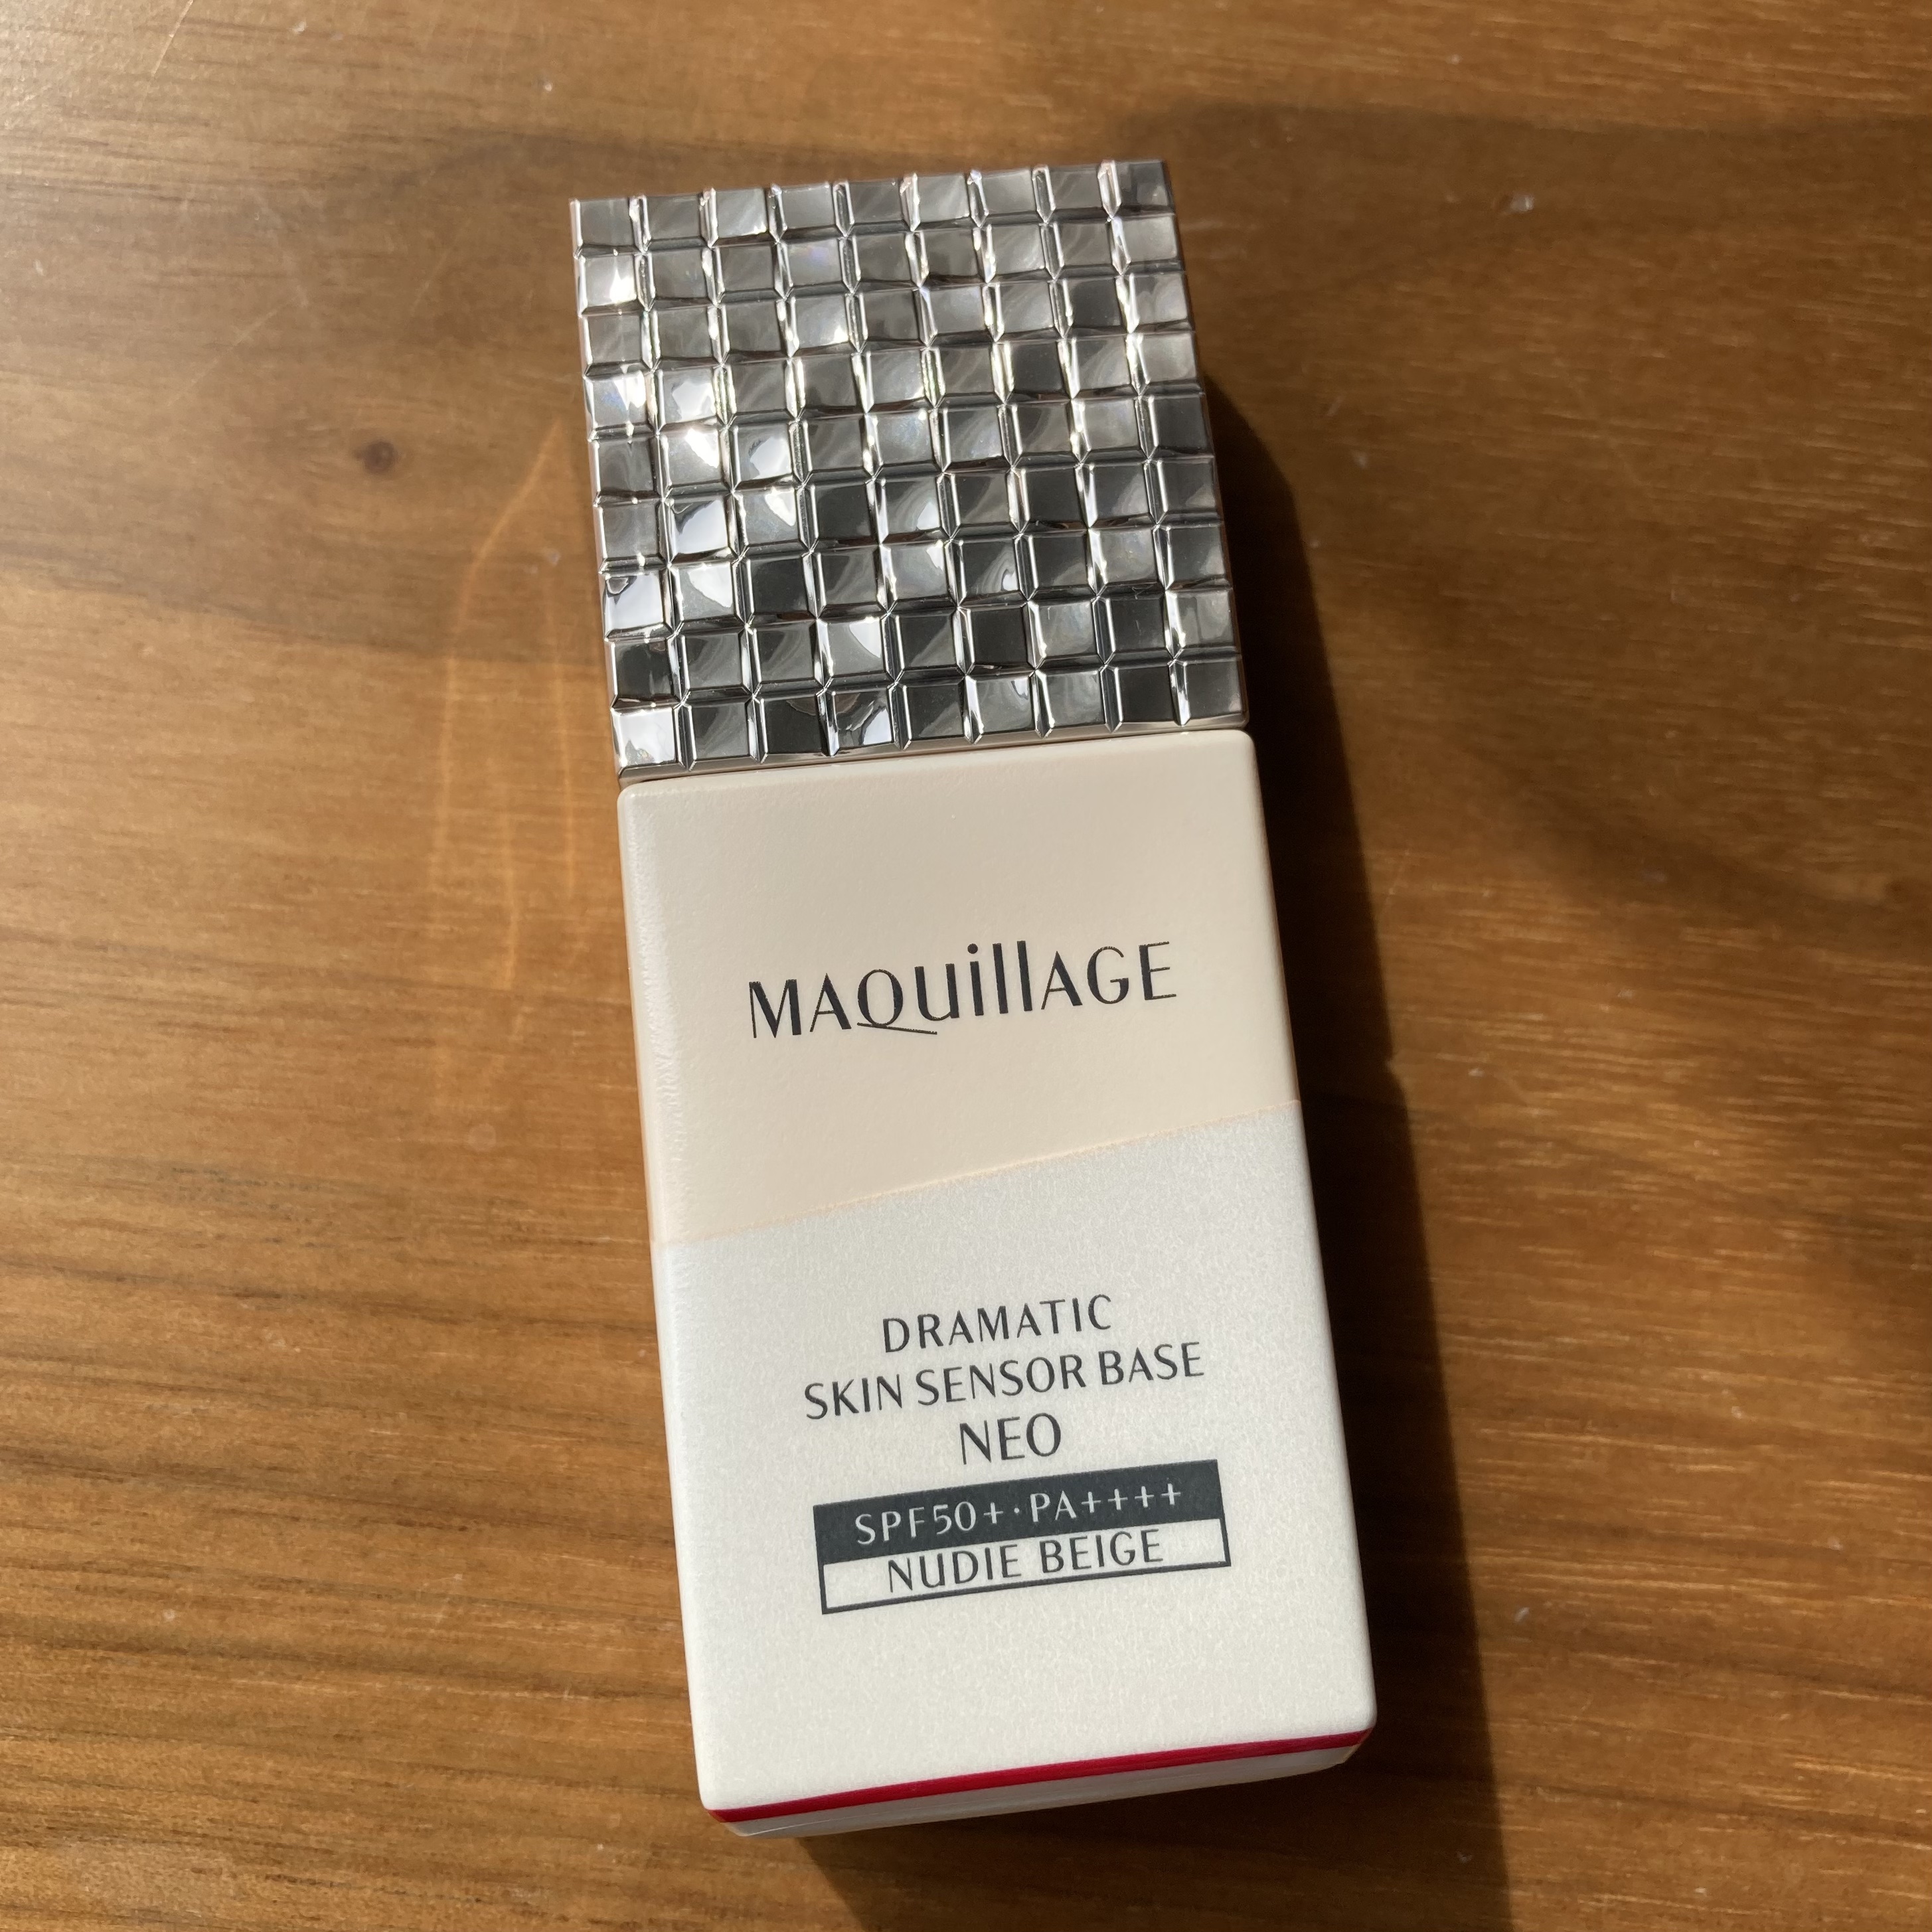 MAQuillAGE
DRAMATIC
SKIN SENSOR BASE
NEO
SPF50+·PA++++
NUDIE BEIGE